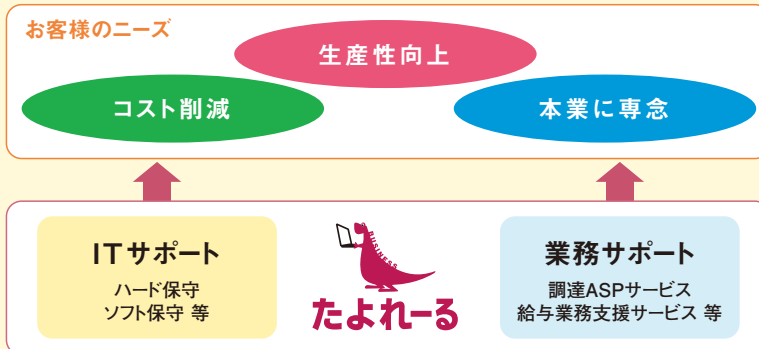 お客様のニーズ
生産性向上
コスト削減
本業に専念
ITサポート
ハード保守
ソフト保守 等
BUSINESS
たよれーる
業務サポート
調達ASPサービス
給与業務支援サービス 等